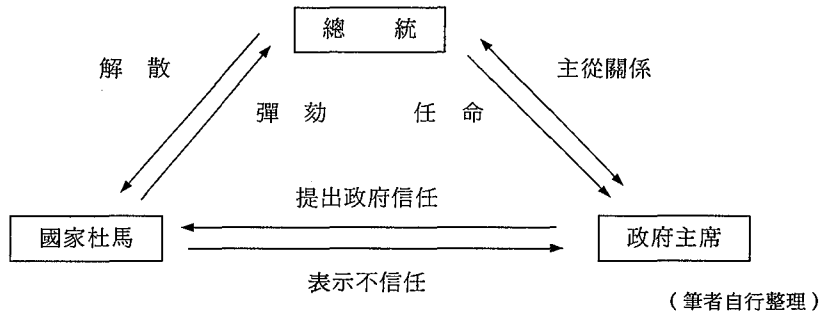 總統
解散
主從關係
彈劾
任命
提出政府信任
國家杜馬
政府主席
表示不信任
（筆者自行整理）